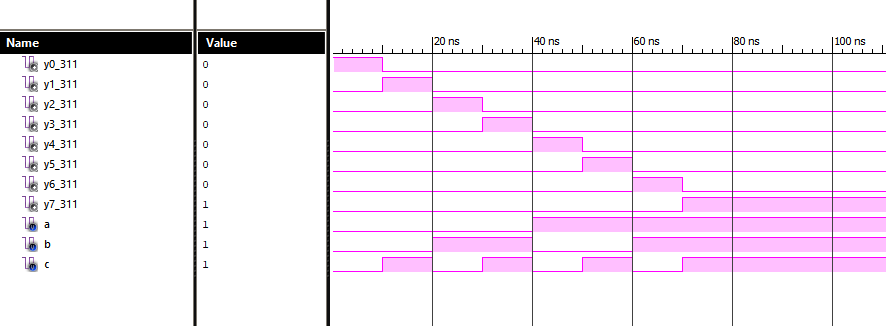 Name Value 20 ns 40 ns 60 ns 80 ns 100 ns
y0_311 0
y1_311 0
y2_311 0
y3_311 0
y4_311 0
y5_311 0
y6_311 0
y7_311 1
a 1
b 1
c 1